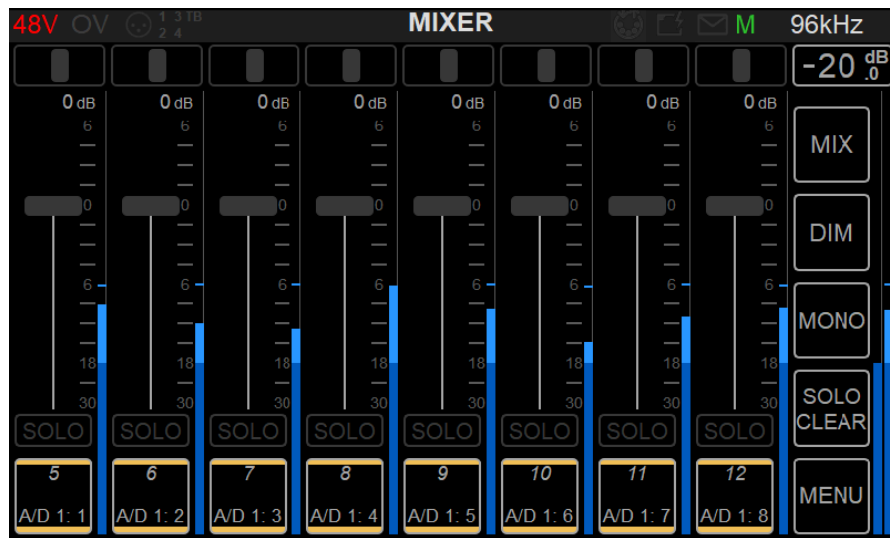 48V OV 1 3 TB MIXER M 96kHz
2 4
-20 dB
.0
0 dB 0 dB 0 dB 0 dB 0 dB 0 dB 0 dB 0 dB
6 6 6 6 6 6 6 6
MIX
0 0 0 0 0 0 0 0
DIM
6 6 6 6 6 6 6 6
MONO
18 18 18 18 18 18 18 18
30 30 30 30 30 30 30 30
SOLO
CLEAR
SOLO SOLO SOLO SOLO SOLO SOLO SOLO SOLO
5 6 7 8 9 10 11 12
MENU
A/D 1: 1 A/D 1: 2 A/D 1: 3 A/D 1: 4 A/D 1: 5 A/D 1: 6 A/D 1: 7 A/D 1: 8